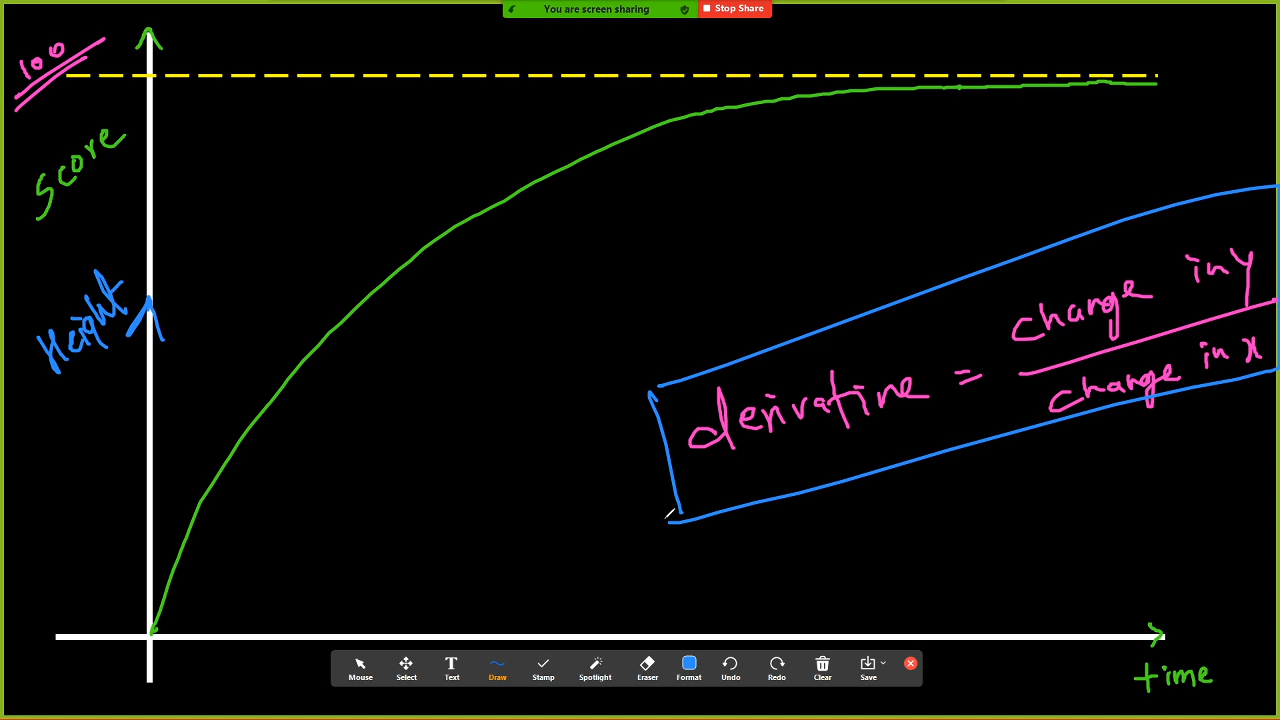 You are screen sharing
Stop Share
100
Score
Height
derivative = change in y
change in x
time
Mouse Select Text Draw Stamp Spotlight Eraser Format Undo Redo Clear Save